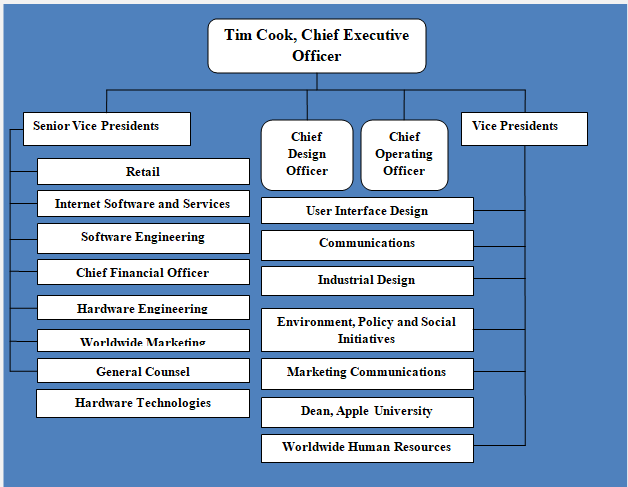 Tim Cook, Chief Executive
Officer
Senior Vice Presidents
Chief
Design
Officer
Chief
Operating
Officer
Vice Presidents
Retail
Internet Software and Services
Software Engineering
Chief Financial Officer
Hardware Engineering
Worldwide Marketing
General Counsel
Hardware Technologies
User Interface Design
Communications
Industrial Design
Environment, Policy and Social
Initiatives
Marketing Communications
Dean, Apple University
Worldwide Human Resources